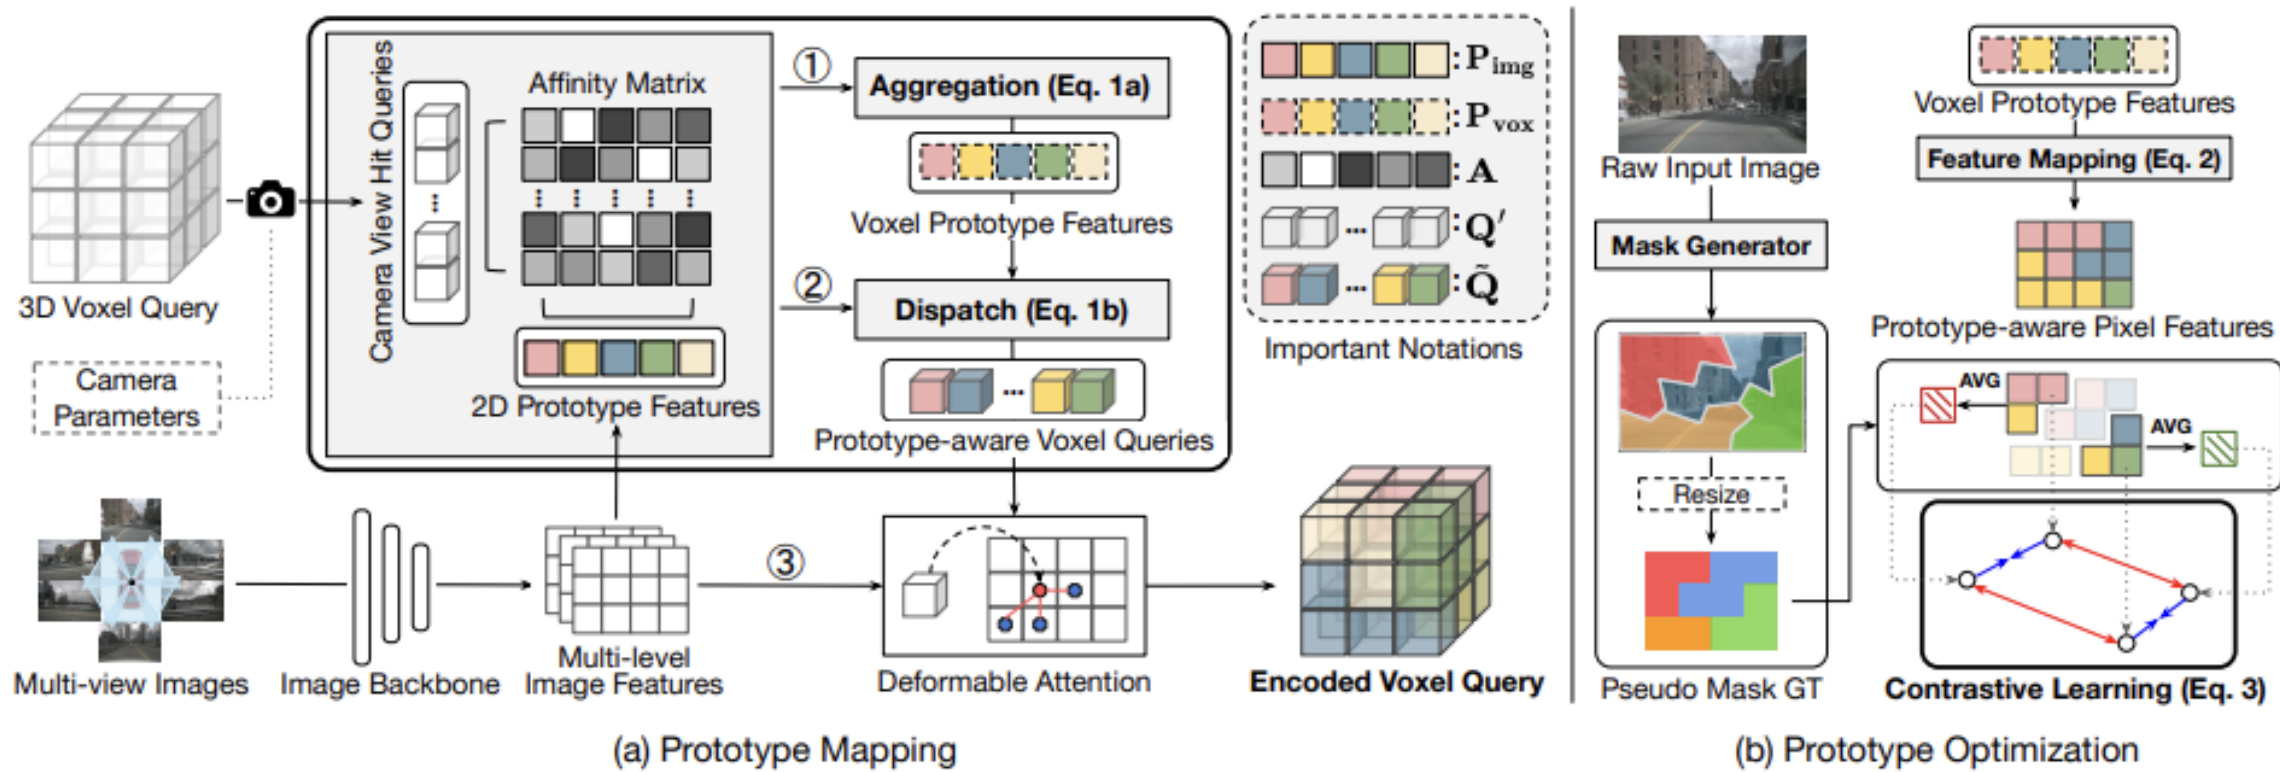 3D Voxel Query
Camera
Parameters
Camera View Hit Queries
Affinity Matrix
...
2D Prototype Features
①
Aggregation (Eq. 1a)
Voxel Prototype Features
②
Dispatch (Eq. 1b)
...
Prototype-aware Voxel Queries
: P_img
: P_vox
: A
... : Q′
... : Q̃
Important Notations
Multi-view Images
Image Backbone
Multi-level
Image Features
③
Deformable Attention
Encoded Voxel Query
(a) Prototype Mapping
Raw Input Image
Mask Generator
Resize
Pseudo Mask GT
Voxel Prototype Features
Feature Mapping (Eq. 2)
Prototype-aware Pixel Features
AVG
AVG
Contrastive Learning (Eq. 3)
(b) Prototype Optimization